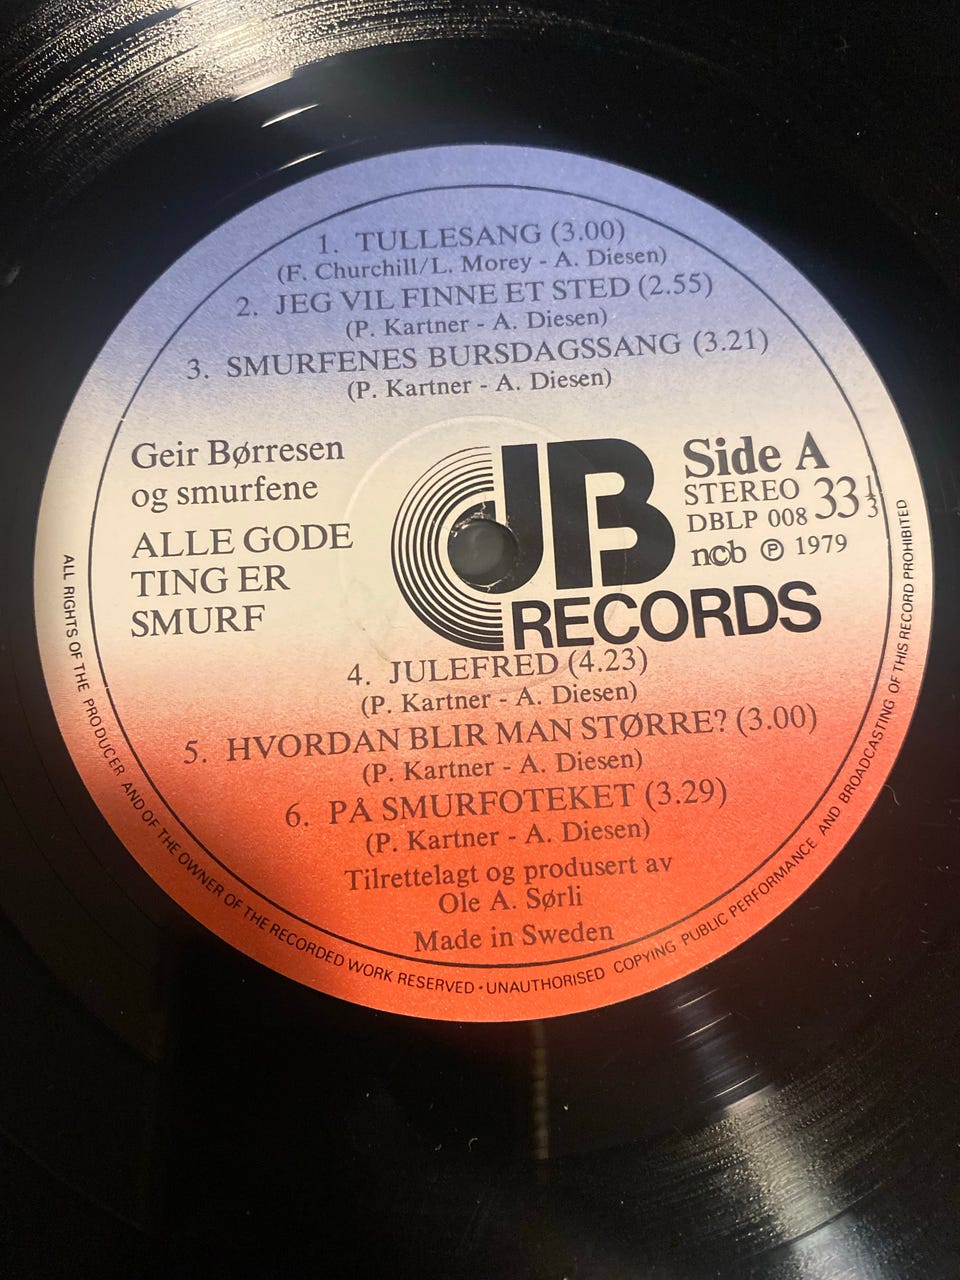 1. TULLESANG (3.00)
(F. Churchill/L. Morey - A. Diesen)
2. JEG VIL FINNE ET STED (2.55)
(P. Kartner - A. Diesen)
3. SMURFENES BURSDAGSSANG (3.21)
(P. Kartner - A. Diesen)
Geir Børresen
og smurfene
ALLE GODE
TING ER
SMURF
dB
RECORDS
Side A
STEREO 33 1/3
DBLP 008
ncb ℗ 1979
4. JULEFRED (4.23)
(P. Kartner - A. Diesen)
5. HVORDAN BLIR MAN STØRRE? (3.00)
(P. Kartner - A. Diesen)
6. PÅ SMURFOTEKET (3.29)
(P. Kartner - A. Diesen)
Tilrettelagt og produsert av
Ole A. Sørli
Made in Sweden
ALL RIGHTS OF THE PRODUCER AND OF THE OWNER OF THE RECORDED WORK RESERVED · UNAUTHORISED COPYING PUBLIC PERFORMANCE AND BROADCASTING OF THIS RECORD PROHIBITED